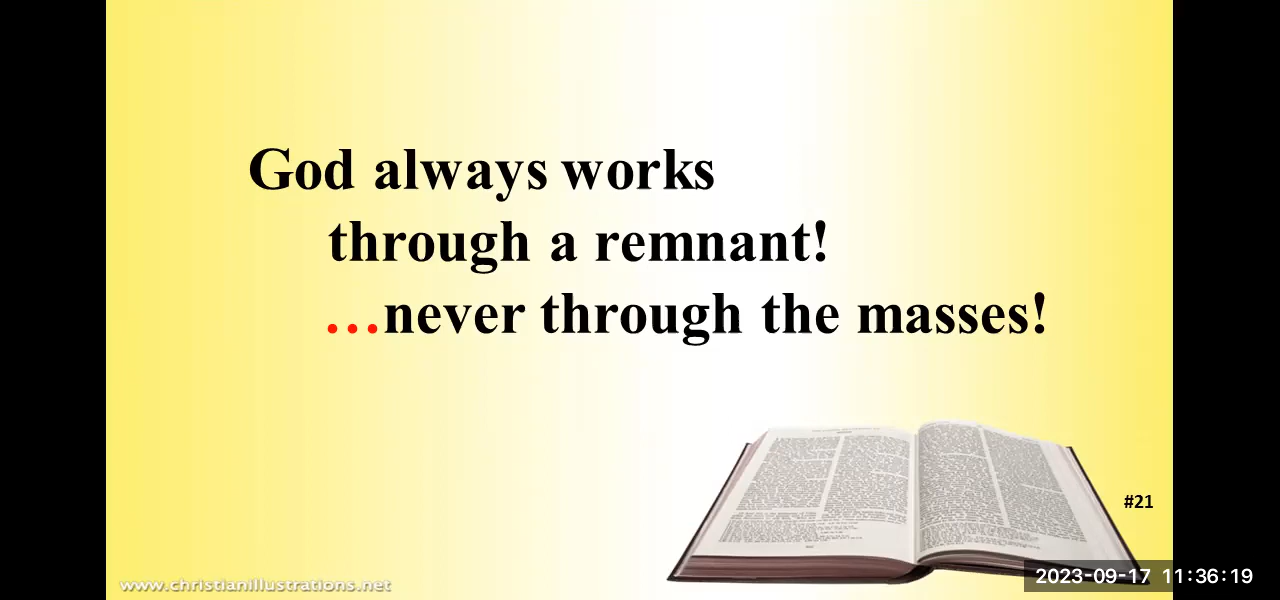 God always works
through a remnant!
…never through the masses!
#21
www.christianillustrations.net
2023-09-17 11:36:19